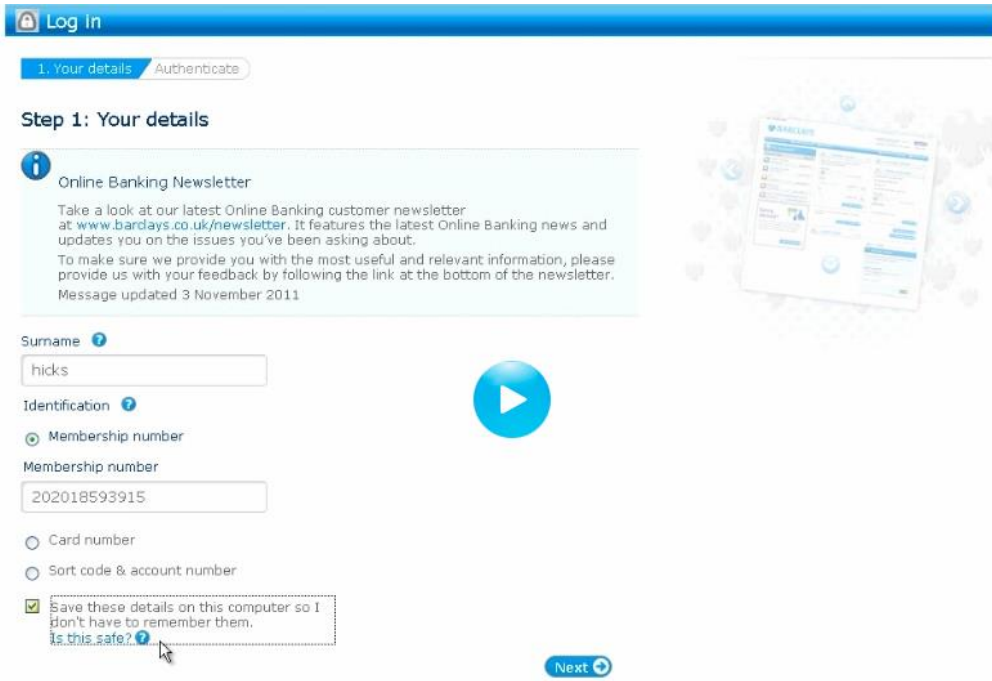 Log in
1. Your details
Authenticate
Step 1: Your details
Online Banking Newsletter
Take a look at our latest Online Banking customer newsletter
at www.barclays.co.uk/newsletter. It features the latest Online Banking news and
updates you on the issues you've been asking about.
To make sure we provide you with the most useful and relevant information, please
provide us with your feedback by following the link at the bottom of the newsletter.
Message updated 3 November 2011
BARCLAYS
Surname
hicks
Identification
Membership number
Membership number
202018593915
Card number
Sort code & account number
Save these details on this computer so I
don't have to remember them.
Is this safe?
Next